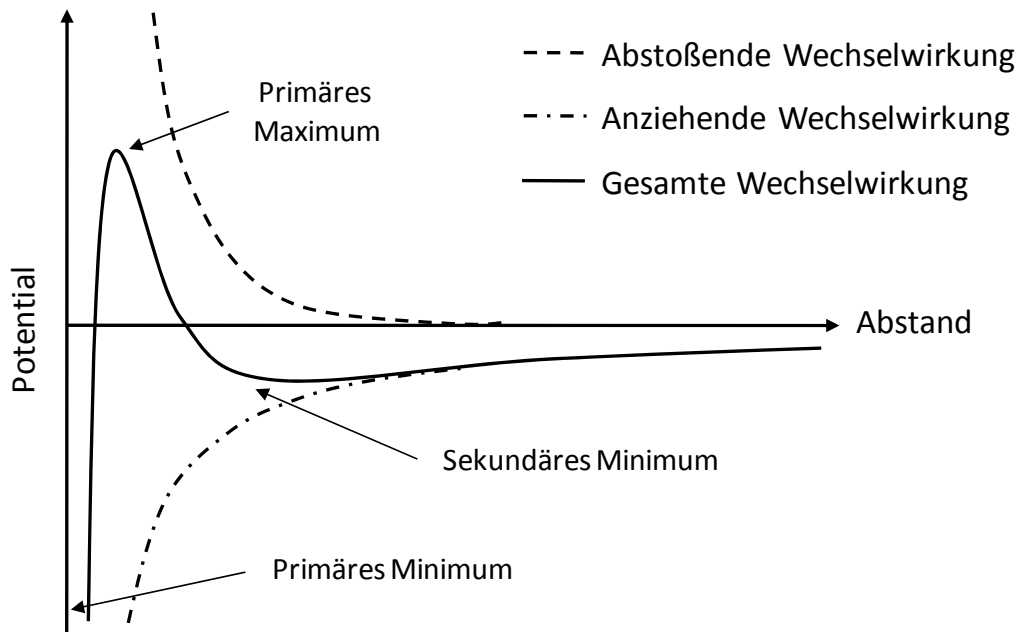 Primäres
Maximum
Abstoßende Wechselwirkung
Anziehende Wechselwirkung
Gesamte Wechselwirkung
Potential
Abstand
Sekundäres Minimum
Primäres Minimum